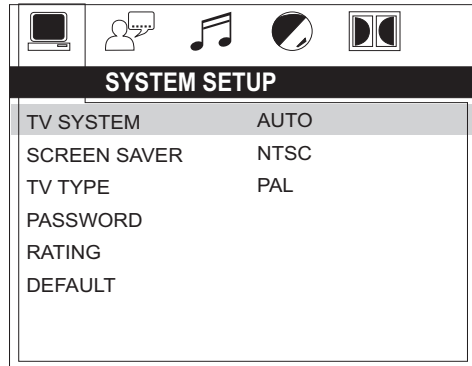 SYSTEM SETUP
TV SYSTEM AUTO
SCREEN SAVER NTSC
TV TYPE PAL
PASSWORD
RATING
DEFAULT